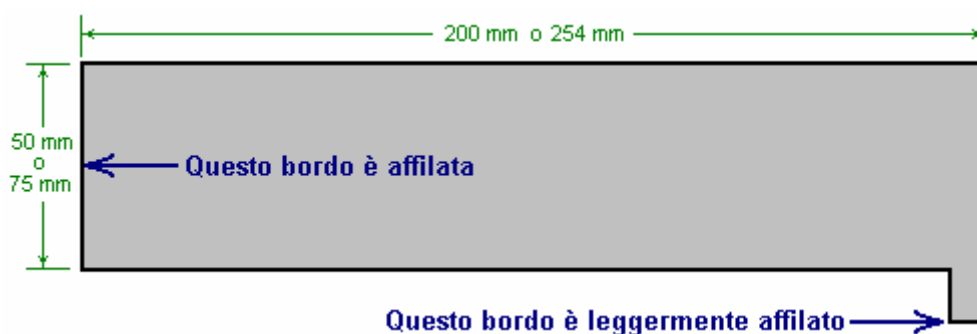 200 mm o 254 mm
50 mm
o
75 mm
Questo bordo è affilata
Questo bordo è leggermente affilato